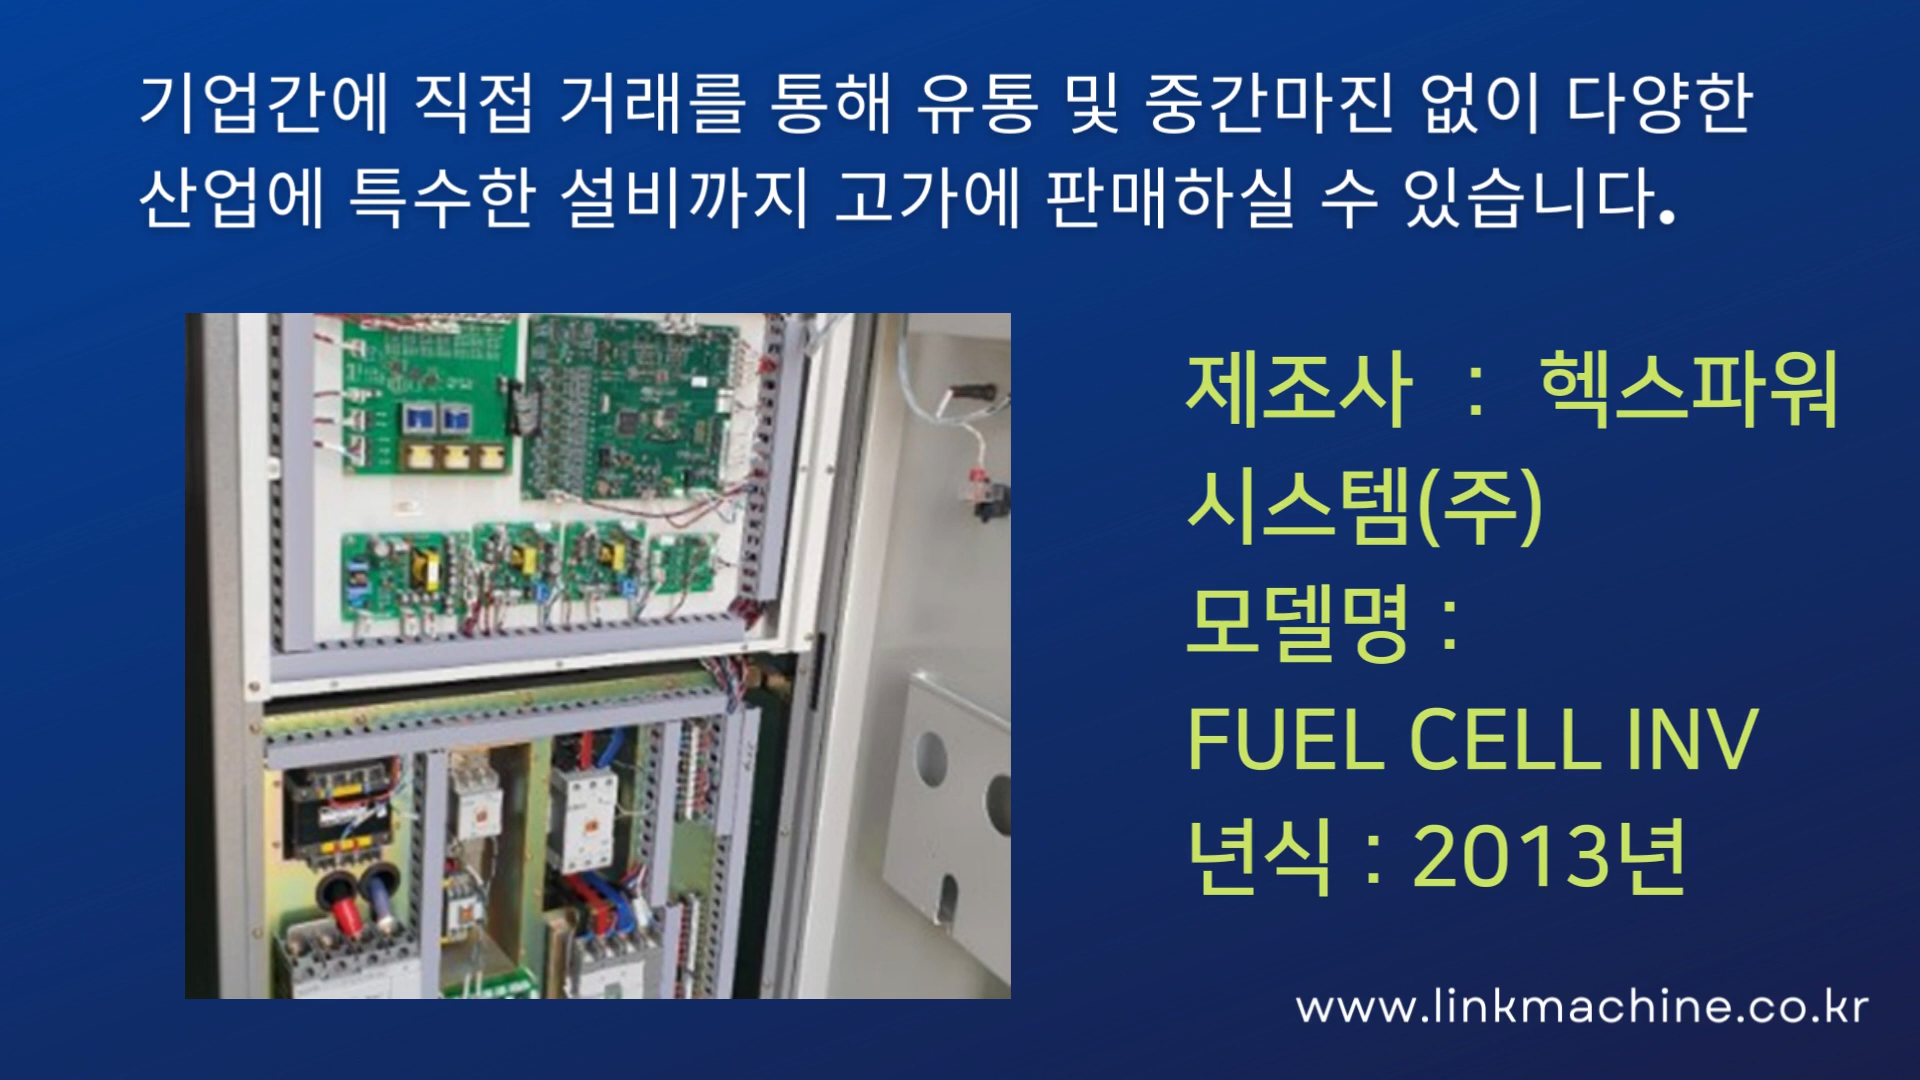 기업간에 직접 거래를 통해 유통 및 중간마진 없이 다양한
산업에 특수한 설비까지 고가에 판매하실 수 있습니다.
제조사 : 헥스파워
시스템(주)
모델명 :
FUEL CELL INV
년식 : 2013년
www.linkmachine.co.kr